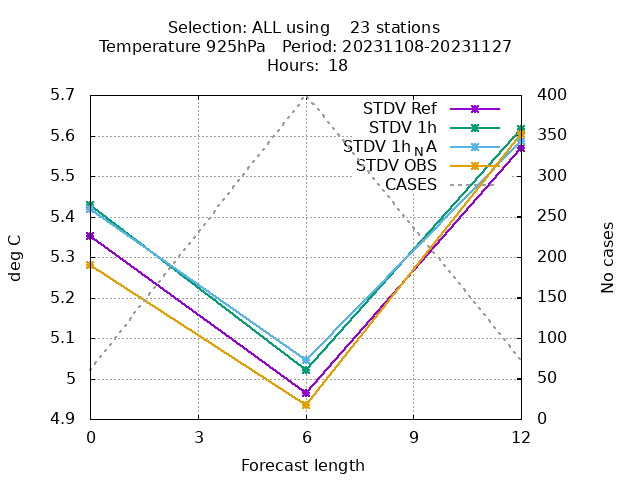 Selection: ALL using 23 stations
Temperature 925hPa Period: 20231108-20231127
Hours: 18
5.7
5.6
5.5
5.4
5.3
5.2
5.1
5
4.9
deg C
STDV Ref
STDV 1h
STDV 1h_NA
STDV OBS
CASES
400
350
300
250
200
150
100
50
0
No cases
0 3 6 9 12
Forecast length